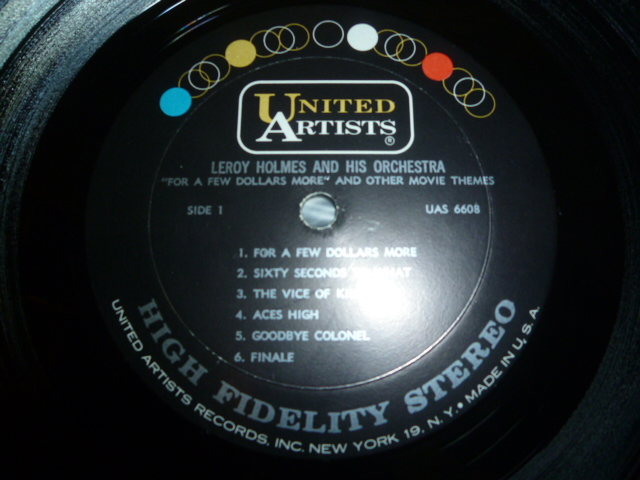 UNITED
ARTISTS®
LEROY HOLMES AND HIS ORCHESTRA
"FOR A FEW DOLLARS MORE" AND OTHER MOVIE THEMES
SIDE 1 UAS 6608
1. FOR A FEW DOLLARS MORE
2. SIXTY SECONDS
3. THE VICE OF
4. ACES HIGH
5. GOODBYE COLONEL
6. FINALE
HIGH FIDELITY STEREO
UNITED ARTISTS RECORDS, INC. NEW YORK 19, N. Y. • MADE IN U. S. A.